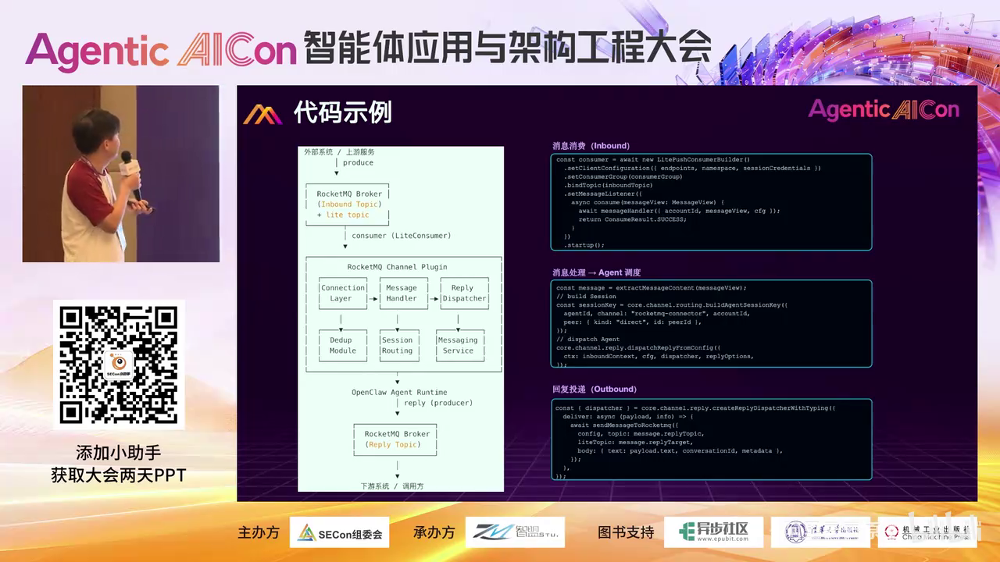 Agentic AICon 智能体应用与架构工程大会
代码示例
Agentic AICon
外部系统 / 上游服务
produce
RocketMQ Broker
(Inbound Topic)
+ lite topic
consumer (LiteConsumer)
RocketMQ Channel Plugin
Connection Layer
Message Handler
Reply Dispatcher
Dedup Module
Session Routing
Messaging Service
OpenClaw Agent Runtime
reply (producer)
RocketMQ Broker
(Reply Topic)
下游系统 / 调用方
消息消费（Inbound）
const consumer = await new LitePushConsumerBuilder()
.setClientConfiguration({ endpoints, namespace, sessionCredentials })
.setConsumerGroup(consumerGroup)
.bindTopic(inboundTopic)
.setMessageListener({
async consume(messageView: MessageView) {
await messageHandler({ accountId, messageView, cfg });
return ConsumeResult.SUCCESS;
}
})
.startup();
消息处理 → Agent 调度
const message = extractMessageContent(messageView);
// build Session
const sessionKey = core.channel.routing.buildAgentSessionKey({
agentId, channel: "rocketmq-connector", accountId,
peer: { kind: "direct", id: peerId },
});
// dispatch Agent
core.channel.reply.dispatchReplyFromConfig({
ctx: inboundContext, cfg, dispatcher, replyOptions,
});
回复投递（Outbound）
const { dispatcher } = core.channel.reply.createReplyDispatcherWithTyping({
deliver: async (payload, info) => {
await sendMessageToRocketmq({
config, topic: message.replyTopic,
liteTopic: message.replyTarget,
body: { text: payload.text, conversationId, metadata },
});
},
});
SECon小助手
添加小助手
获取大会两天PPT
主办方
SECon组委会
承办方
智盟STU.
图书支持
异步社区
www.epubit.com
清华大学出版社
机械工业出版社
China Machine Press
bilibili